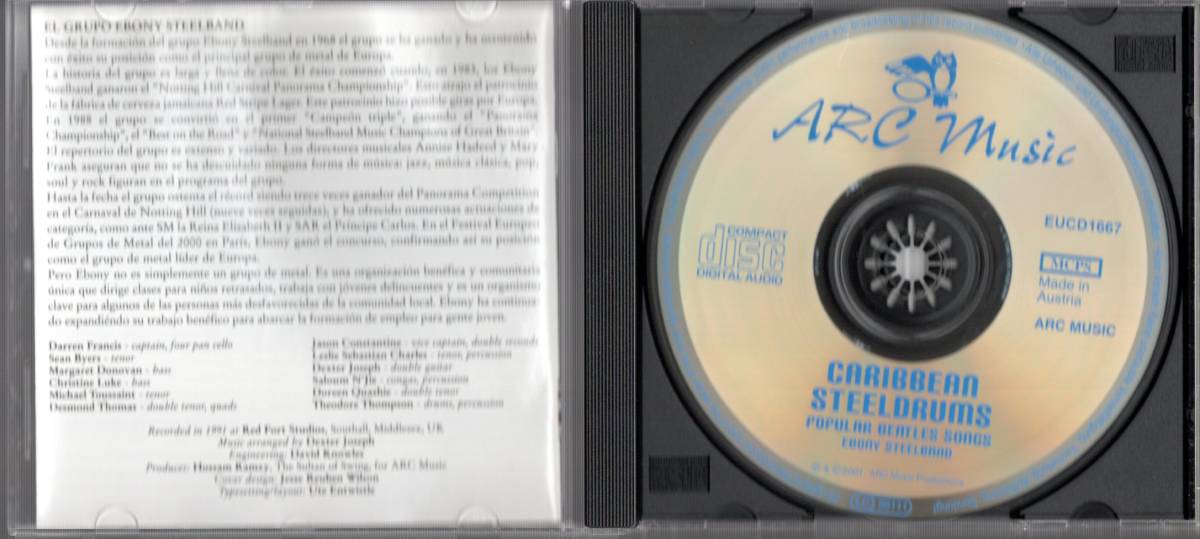 EL GRUPO EBONY STEELBAND
Desde la formación del grupo Ebony Steelband en 1968 el grupo se ha ganado y ha mantenido
con éxito su posición como el principal grupo de metal de Europa.
La historia del grupo es larga y llena de color. El éxito comenzó cuando, en 1983, los Ebony
Steelband ganaron el "Notting Hill Carnival Panorama Championship". Esto atrajo el patrocinio
de la fábrica de cerveza jamaicana Red Stripe Lager. Este patrocinio hizo posible giras por Europa.
En 1988 el grupo se convirtió en el primer "Campeón triple", ganando el "Panorama
Championship", el "Best on the Road" y "National Steelband Music Champions of Great Britain".
El repertorio del grupo es extenso y variado. Los directores musicales Annise Hadeed y Mary
Frank aseguran que no se ha descuidado ninguna forma de música: jazz, música clásica, pop,
soul y rock figuran en el programa del grupo.
Hasta la fecha el grupo ostenta el récord siendo trece veces ganador del Panorama Competition
en el Carnaval de Notting Hill (nueve veces seguidas), y ha ofrecido numerosas actuaciones de
categoría, como ante SM la Reina Elisabeth II y SAR el Príncipe Carlos. En el Festival Europeo
de Grupos de Metal del 2000 en París, Ebony ganó el concurso, confirmando así su posición
como el grupo de metal líder de Europa.
Pero Ebony no es simplemente un grupo de metal. Es una organización benéfica y comunitaria
única que dirige clases para niños retrasados, trabaja con jóvenes delincuentes y es un organismo
clave para algunos de las personas más desfavorecidas de la comunidad local. Ebony ha continua
do expandiéndo su trabajo benéfico para abarcar la formación de empleo para gente joven.
Darren Francis - captain, four pan cello
Sean Byers - tenor
Margaret Donovan - bass
Christine Luke - bass
Michael Toussaint - tenor
Desmond Thomas - double tenor, quads
Jason Constantine - vice captain, double seconds
Leslie Sebastian Charles - tenor, percussion
Dexter Joseph - double guitar
Saloum N'Jie - congas, percussion
Doreen Quashie - double tenor
Theodore Thompson - drums, percussion
Recorded in 1991 at Red Fort Studios, Southall, Middlesex, UK
Music arranged by Dexter Joseph
Engineering: David Knowles
Producer: Hossam Ramzy, The Sultan of Swing, for ARC Music
Cover design: Jesse Reuben Wilson
Typesetting/layout: Ute Entwistle
ARC Music
COMPACT
disc
DIGITAL AUDIO
EUCD1667
MCPS
Made in
Austria
ARC MUSIC
CARIBBEAN
STEELDRUMS
POPULAR BEATLES SONGS
EBONY STEELBAND